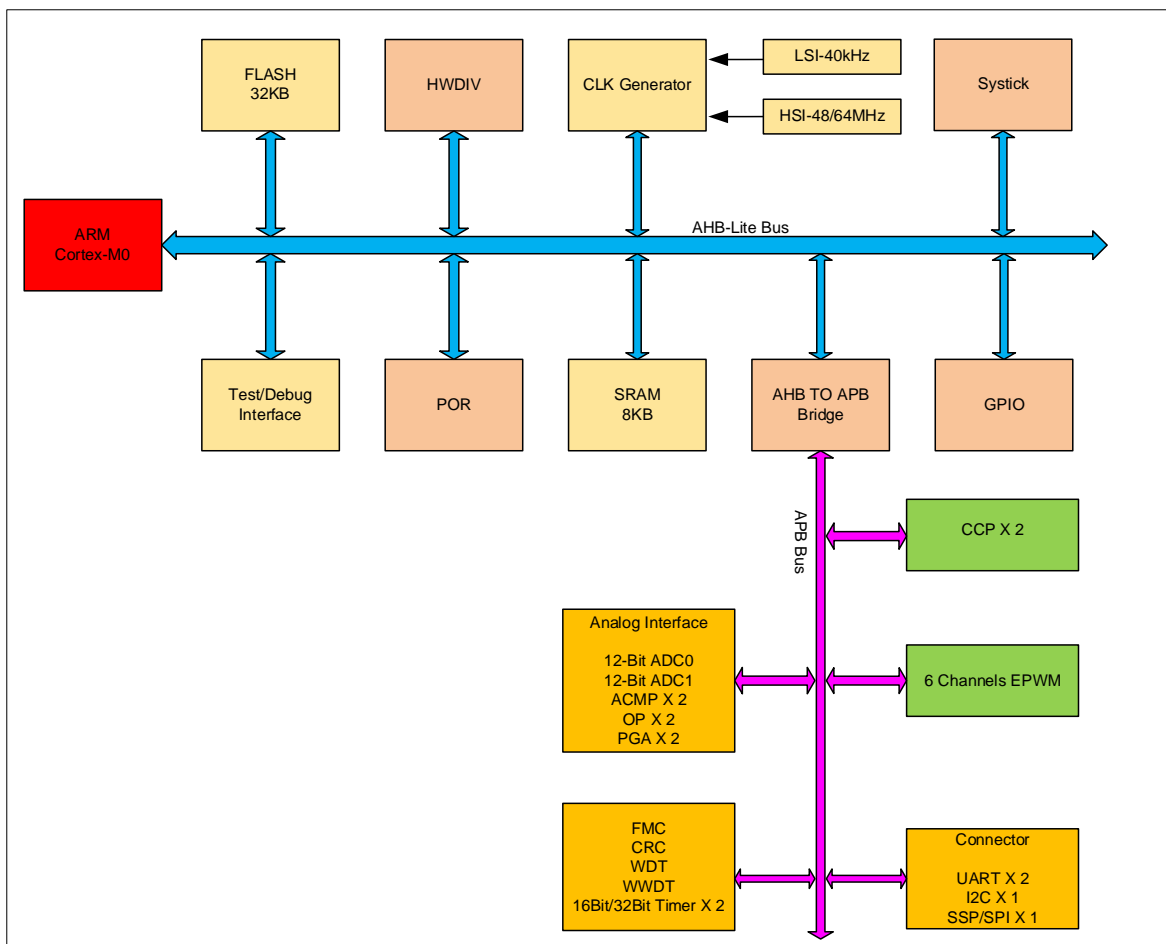 FLASH
32KB
HWDIV
CLK Generator
LSI-40kHz
HSI-48/64MHz
Systick
ARM
Cortex-M0
AHB-Lite Bus
Test/Debug
Interface
POR
SRAM
8KB
AHB TO APB
Bridge
GPIO
APB Bus
CCP X 2
Analog Interface
12-Bit ADC0
12-Bit ADC1
ACMP X 2
OP X 2
PGA X 2
6 Channels EPWM
FMC
CRC
WDT
WWDT
16Bit/32Bit Timer X 2
Connector
UART X 2
I2C X 1
SSP/SPI X 1